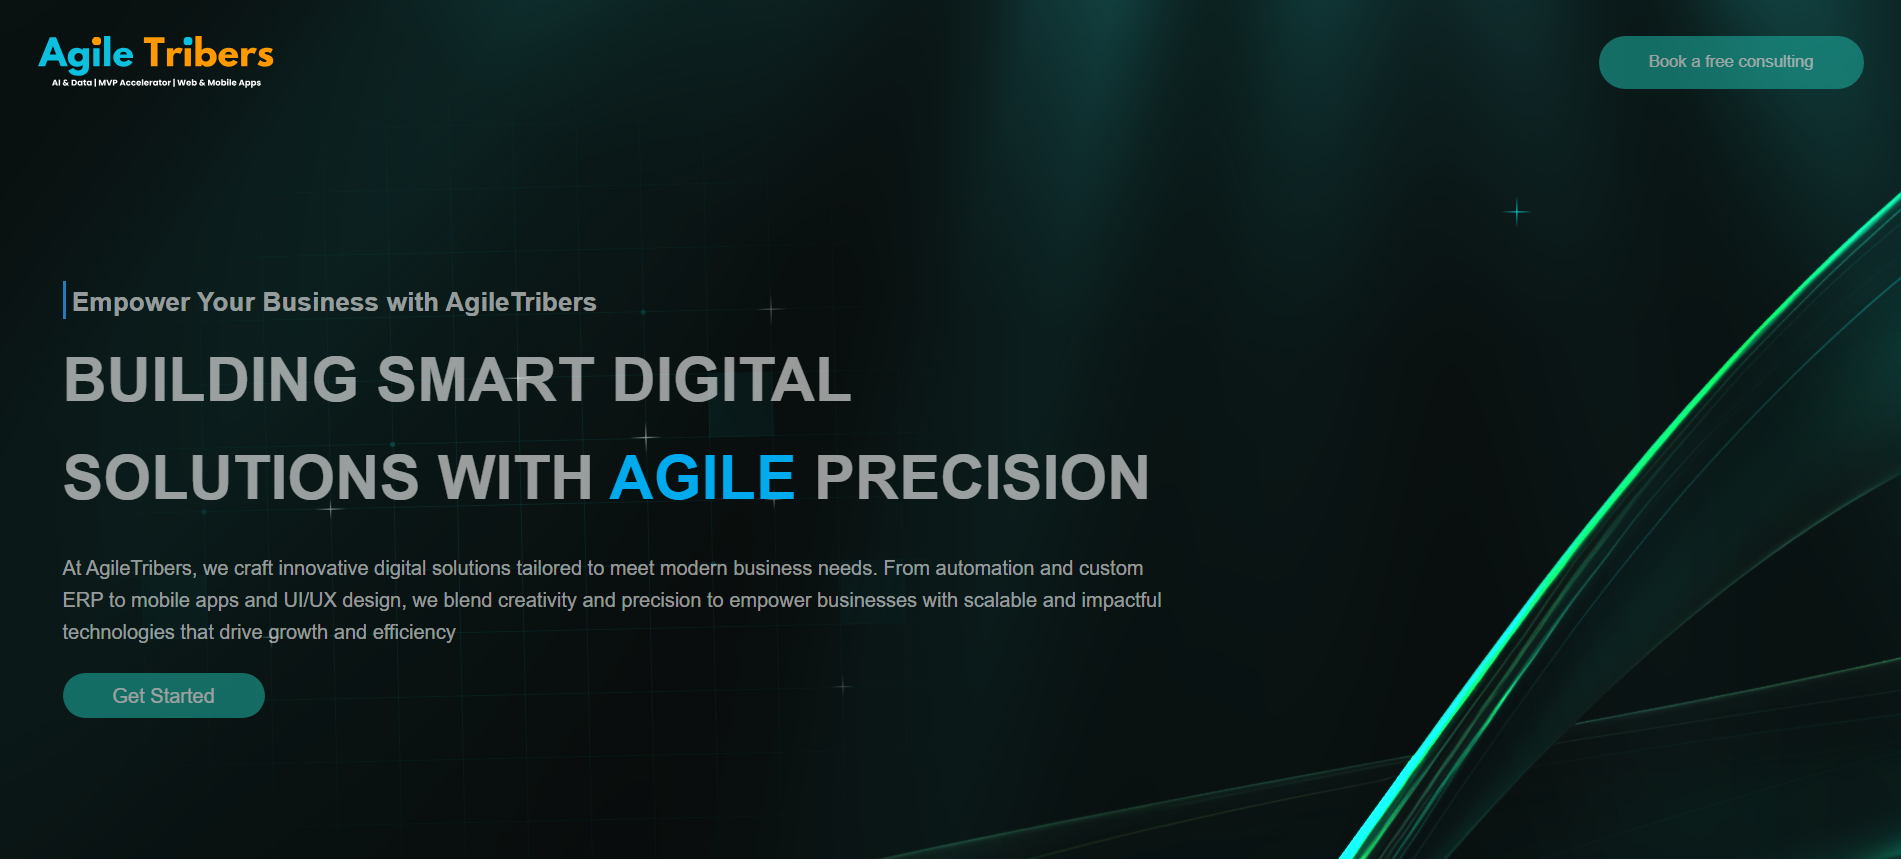 Agile Tribers
AI & Data | MVP Accelerator | Web & Mobile Apps
Book a free consulting
Empower Your Business with AgileTribers
BUILDING SMART DIGITAL
SOLUTIONS WITH AGILE PRECISION
At AgileTribers, we craft innovative digital solutions tailored to meet modern business needs. From automation and custom
ERP to mobile apps and UI/UX design, we blend creativity and precision to empower businesses with scalable and impactful
technologies that drive growth and efficiency
Get Started